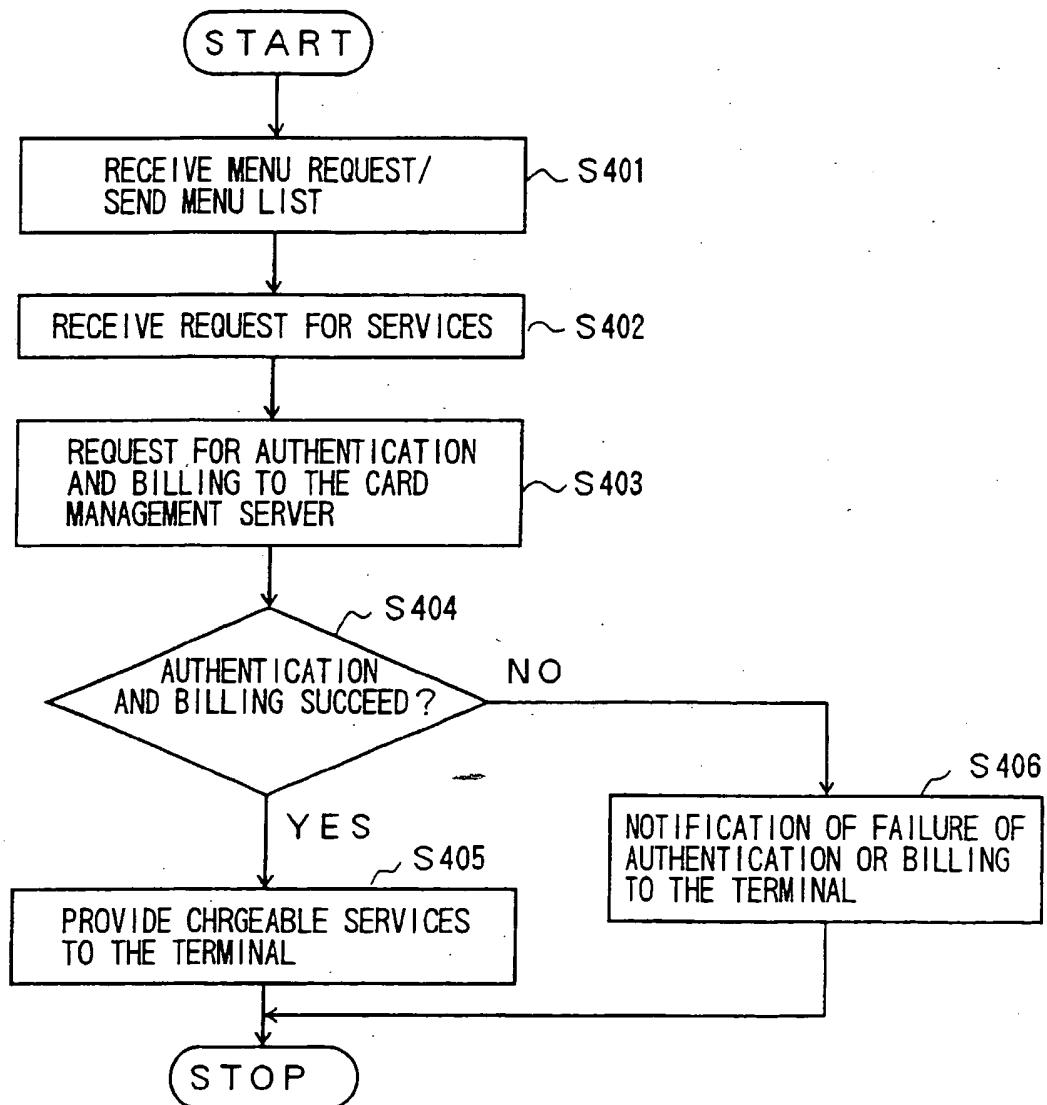 START
RECEIVE MENU REQUEST/
SEND MENU LIST
S401
RECEIVE REQUEST FOR SERVICES
S402
REQUEST FOR AUTHENTICATION
AND BILLING TO THE CARD
MANAGEMENT SERVER
S403
S404
AUTHENTICATION
AND BILLING SUCCEED?
NO
YES
S405
PROVIDE CHRGEABLE SERVICES
TO THE TERMINAL
S406
NOTIFICATION OF FAILURE OF
AUTHENTICATION OR BILLING
TO THE TERMINAL
STOP